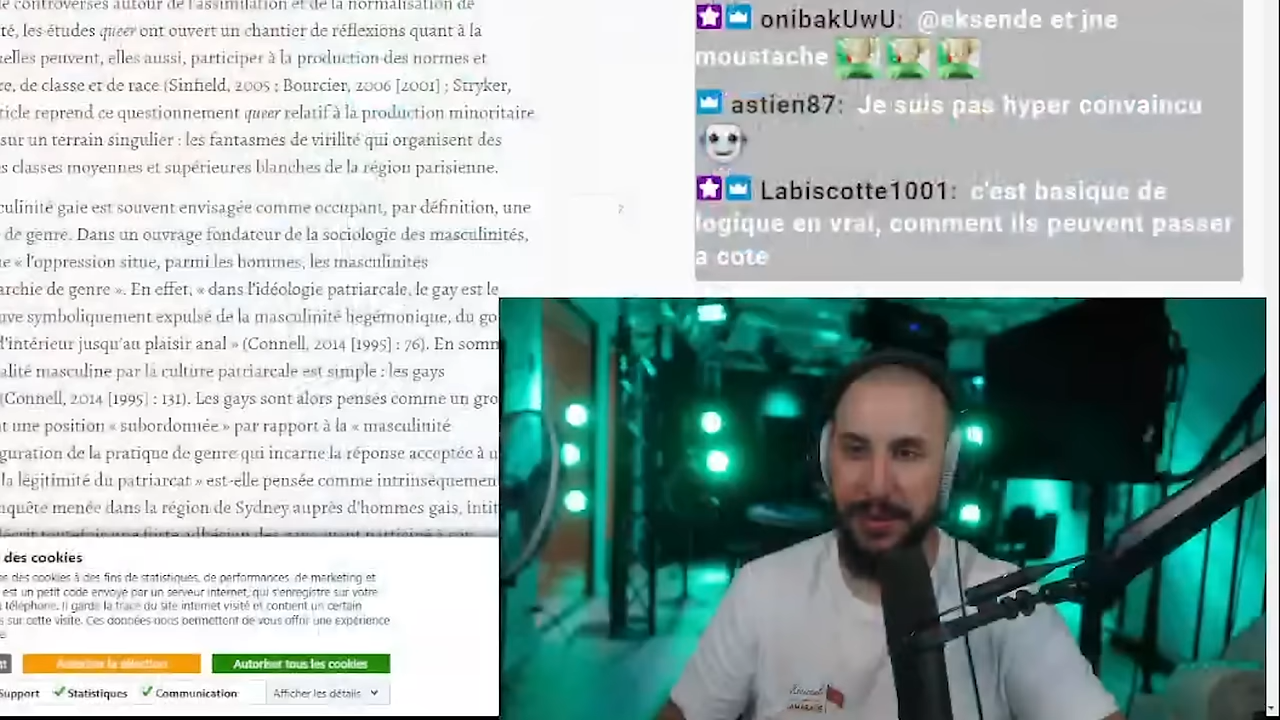 de controverses autour de l'assimilation et de la normalisation de
té, les études queer ont ouvert un chantier de réflexions quant à la
elles peuvent, elles aussi, participer à la production des normes et
re, de classe et de race (Sinfield, 2005 ; Bourcier, 2006 [2001] ; Stryker,
ticle reprend ce questionnement queer relatif à la production minoritaire
sur un terrain singulier : les fantasmes de virilité qui organisent des
s classes moyennes et supérieures blanches de la région parisienne.
culinité gaie est souvent envisagée comme occupant, par définition, une
de genre. Dans un ouvrage fondateur de la sociologie des masculinités,
ue « l'oppression situe, parmi les hommes, les masculinités
archie de genre ». En effet, « dans l'idéologie patriarcale, le gay est le
uve symboliquement expulsé de la masculinité hégémonique, du go
d'intérieur jusqu'au plaisir anal » (Connell, 2014 [1995] : 76). En somm
alité masculine par la culture patriarcale est simple : les gays
(Connell, 2014 [1995] : 131). Les gays sont alors pensés comme un gro
t une position « subordonnée » par rapport à la « masculinité
guration de la pratique de genre qui incarne la réponse acceptée à u
la légitimité du patriarcat » est-elle pensée comme intrinsèquemen
nquête menée dans la région de Sydney auprès d'hommes gais, intit
7
des cookies
se des cookies à des fins de statistiques, de performances, de marketing et
est un petit code envoyé par un serveur internet, qui s'enregistre sur votre
téléphone. Il garde la trace du site internet visité et contient un certain
s sur cette visite. Ces données nous permettent de vous offrir une expérience
e
nt Autoriser la sélection Autoriser tous les cookies
Support Statistiques Communication Afficher les détails
onibakUwU: @eksende et jne
moustache
astien87: Je suis pas hyper convaincu
Labiscotte1001: c'est basique de
logique en vrai, comment ils peuvent passer
a cote